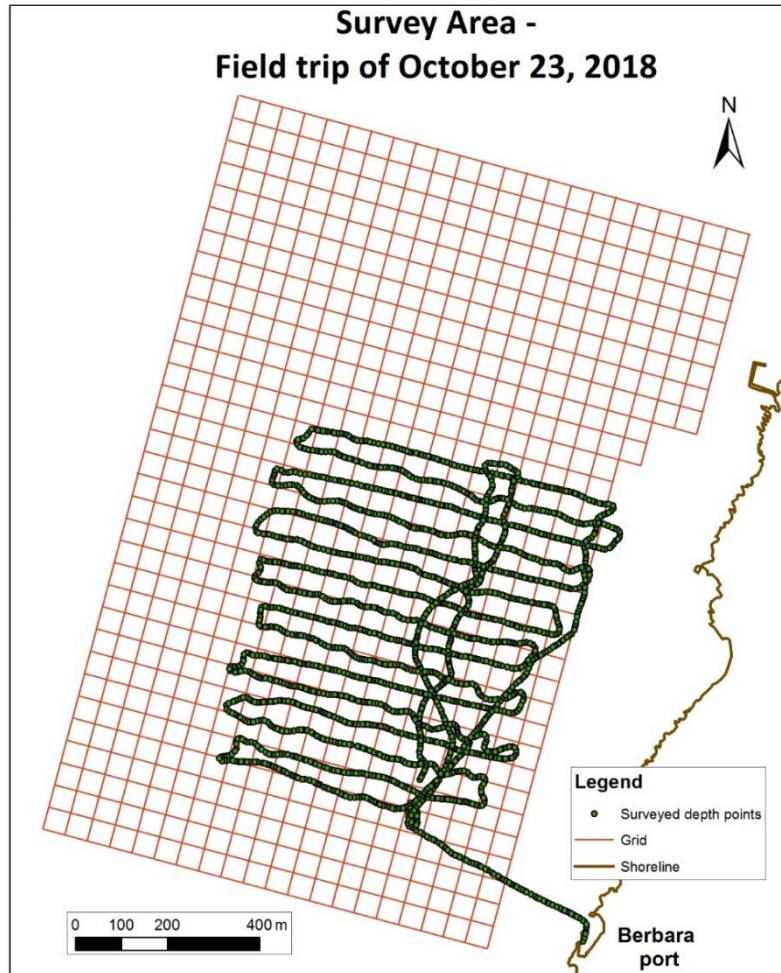 Survey Area -
Field trip of October 23, 2018
N
Legend
Surveyed depth points
Grid
Shoreline
0 100 200 400 m
Berbara
port